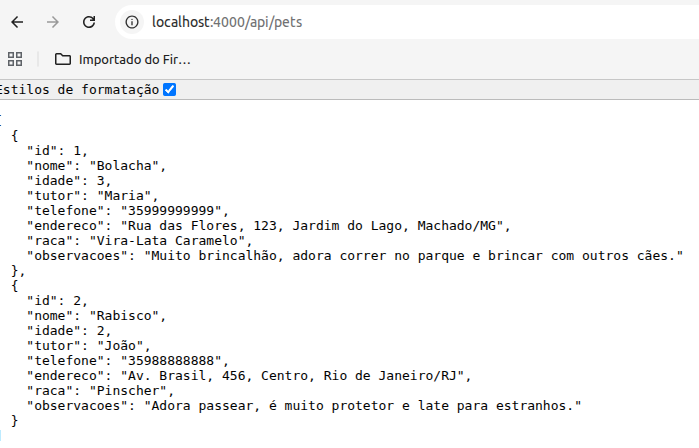 localhost:4000/api/pets
Importado do Fir...
Estilos de formatação
[
{
"id": 1,
"nome": "Bolacha",
"idade": 3,
"tutor": "Maria",
"telefone": "35999999999",
"endereco": "Rua das Flores, 123, Jardim do Lago, Machado/MG",
"raca": "Vira-Lata Caramelo",
"observacoes": "Muito brincalhão, adora correr no parque e brincar com outros cães."
},
{
"id": 2,
"nome": "Rabisco",
"idade": 2,
"tutor": "João",
"telefone": "35988888888",
"endereco": "Av. Brasil, 456, Centro, Rio de Janeiro/RJ",
"raca": "Pinscher",
"observacoes": "Adora passear, é muito protetor e late para estranhos."
}